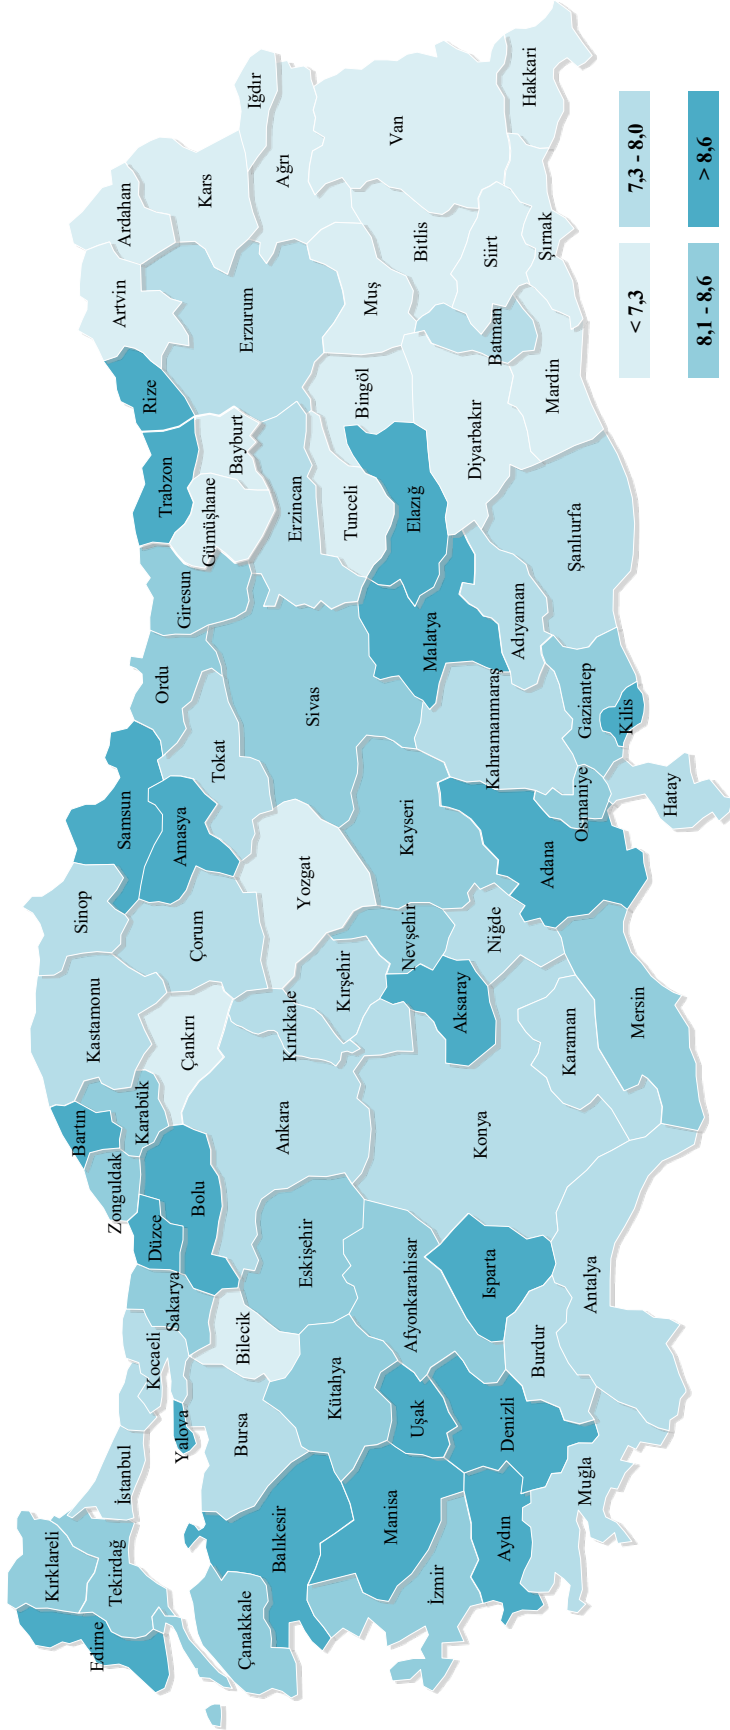 Kırklareli
Edirne
Tekirdağ
İstanbul
Kocaeli
Yalova
Sakarya
Düzce
Zonguldak
Bartın
Karabük
Bolu
Kastamonu
Çankırı
Sinop
Çorum
Samsun
Amasya
Tokat
Ordu
Giresun
Trabzon
Gümüşhane
Bayburt
Rize
Artvin
Ardahan
Kars
Iğdır
Çanakkale
Balıkesir
Bursa
Bilecik
Kütahya
Eskişehir
Ankara
Kırıkkale
Kırşehir
Yozgat
Sivas
Erzincan
Tunceli
Erzurum
Ağrı
Manisa
Uşak
Afyonkarahisar
Nevşehir
Kayseri
Malatya
Elazığ
Bingöl
Muş
Bitlis
Van
İzmir
Aydın
Denizli
Isparta
Burdur
Konya
Aksaray
Niğde
Kahramanmaraş
Adıyaman
Diyarbakır
Batman
Siirt
Şırnak
Hakkari
Muğla
Antalya
Karaman
Mersin
Adana
Osmaniye
Gaziantep
Kilis
Hatay
Şanlıurfa
Mardin
< 7,3
7,3 - 8,0
8,1 - 8,6
> 8,6